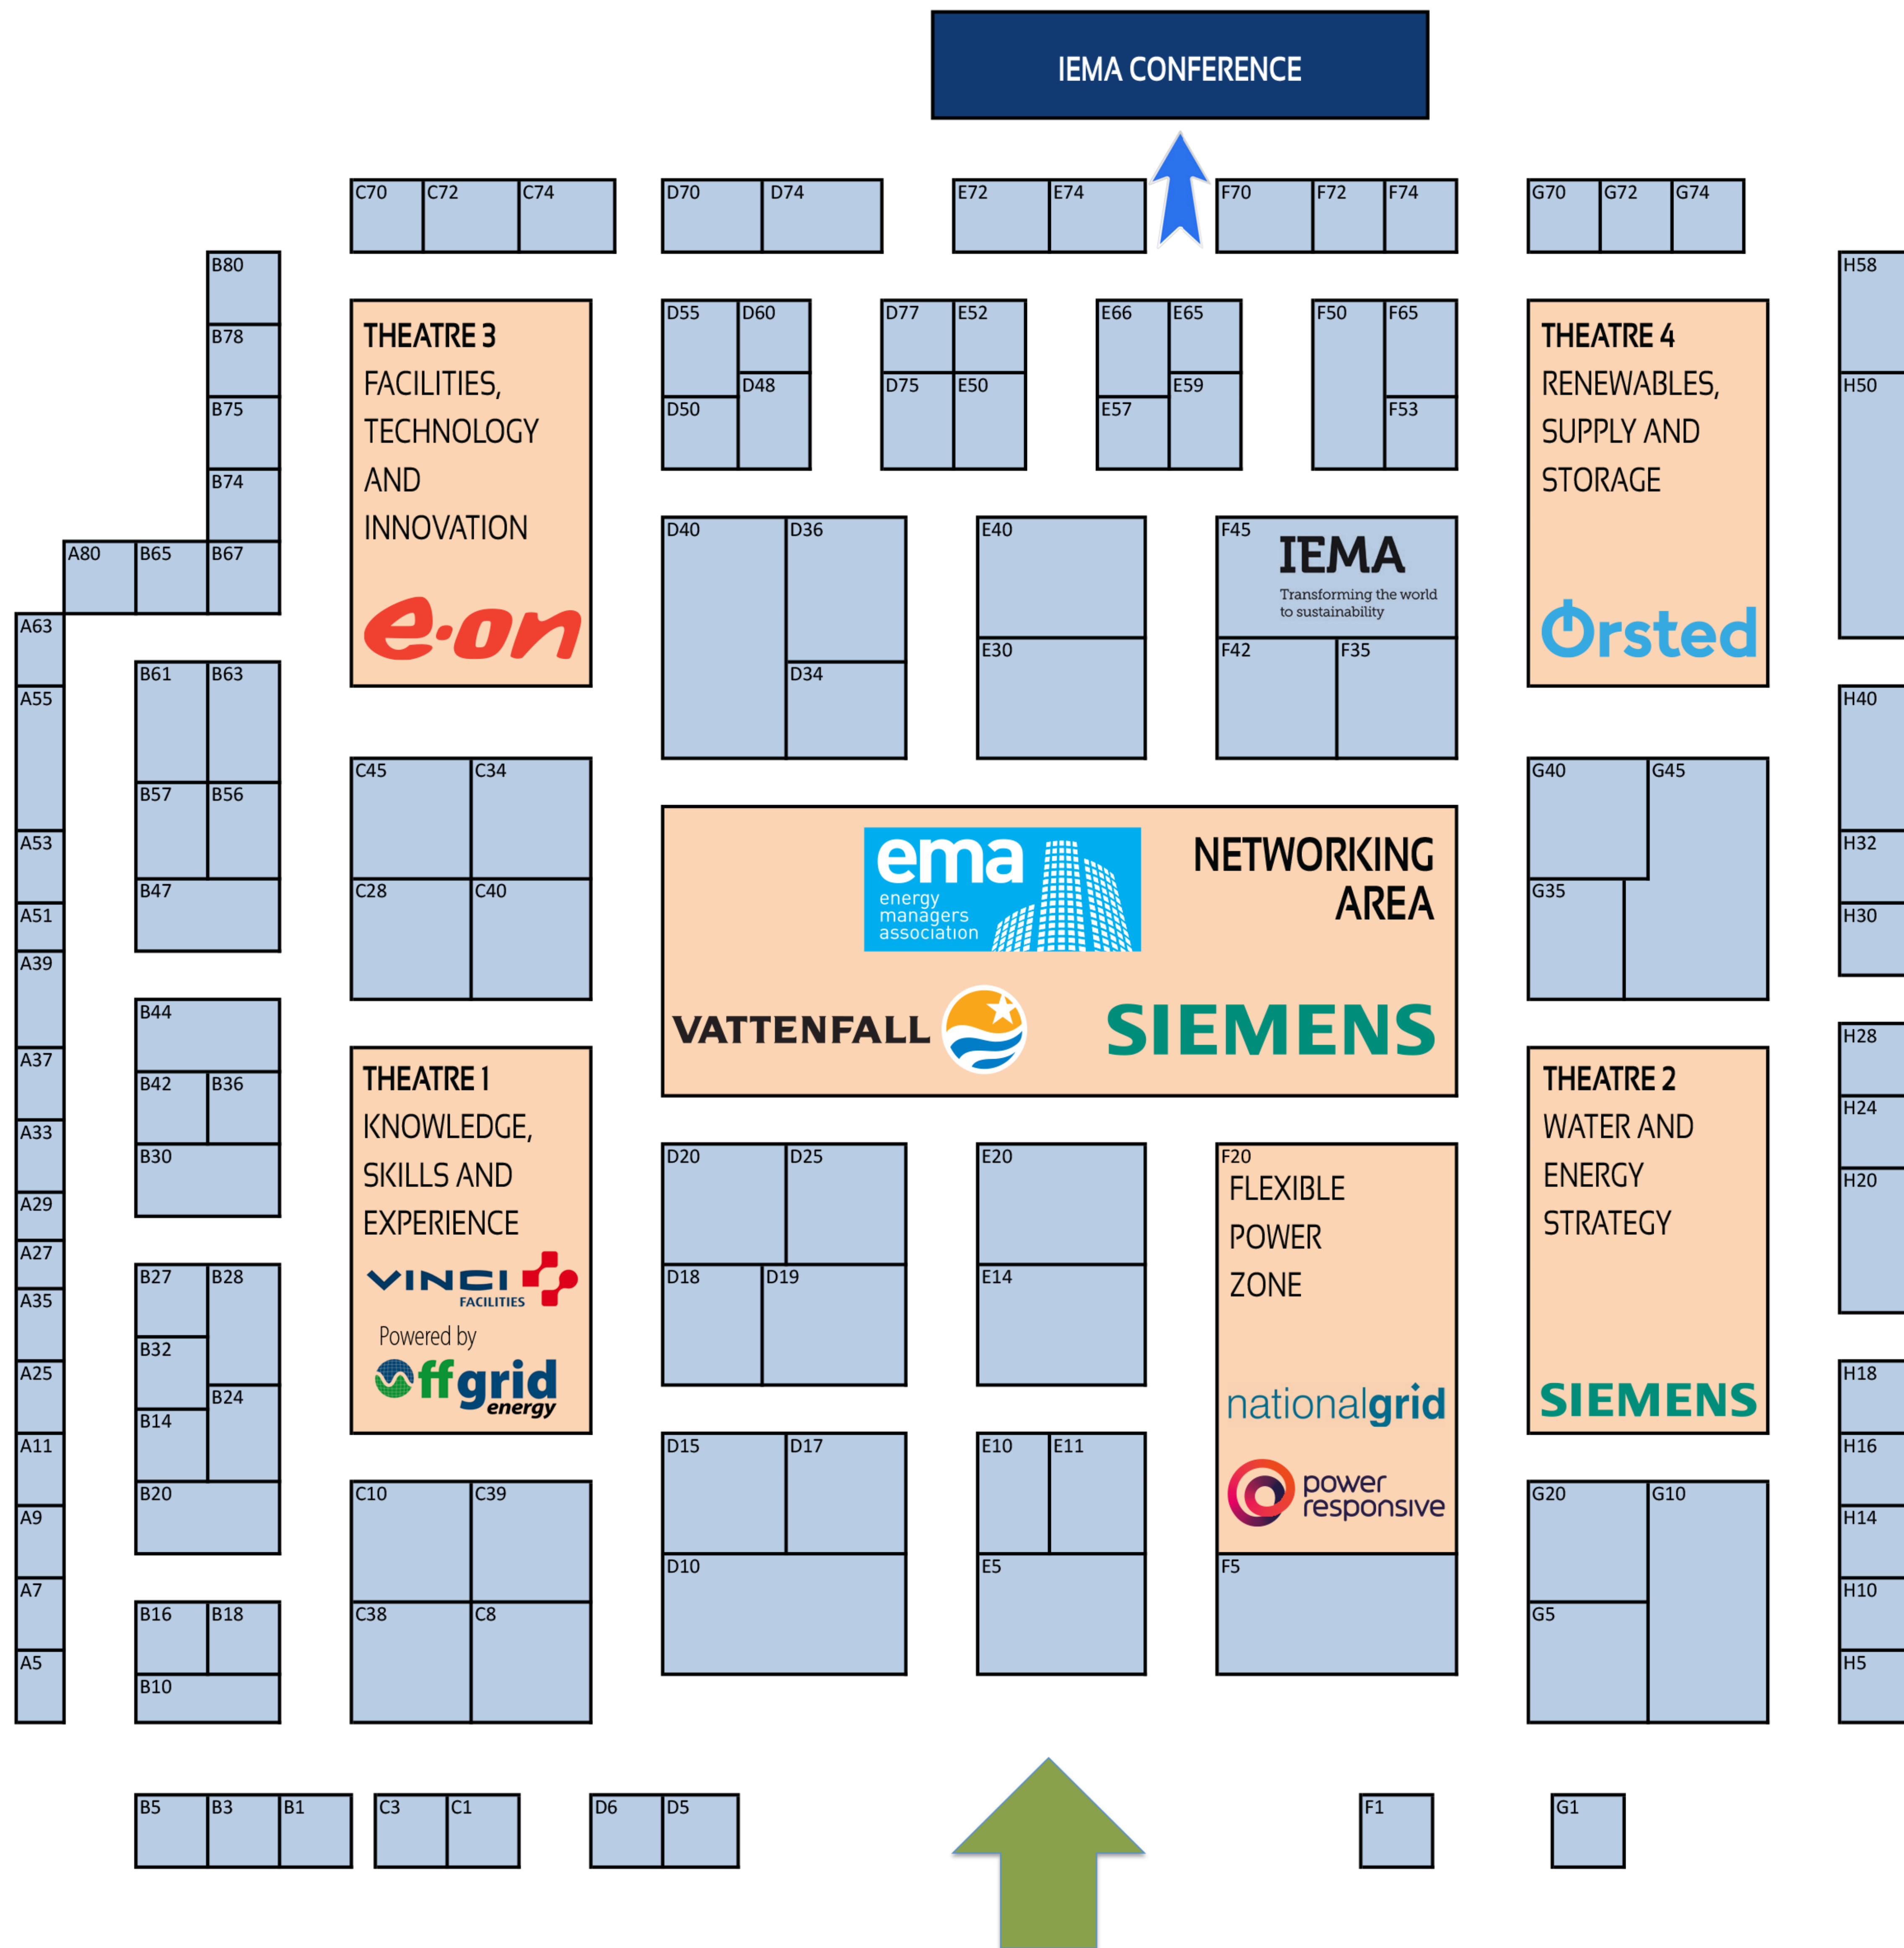 IEMA CONFERENCE
C70 C72 C74 D70 D74 E72 E74 F70 F72 F74 G70 G72 G74
B80
H58
B78
B75
B74
A80 B65 B67
THEATRE 3
FACILITIES,
TECHNOLOGY
AND
INNOVATION
e·on
D55 D60 D77 E52 E66 E65 F50 F65
D48 D75 E50 E59
D50 E57 F53
THEATRE 4
RENEWABLES,
SUPPLY AND
STORAGE
Ørsted
H50
D40 D36 E40 F45
IEMA
Transforming the world
to sustainability
D34 E30 F42 F35
A63
A55
A53
A51
A39
A37
A33
A29
A27
A35
A25
A11
A9
A7
A5
B61 B63
B57 B56
B47
B44
B42 B36
B30
B27 B28
B32
B24
B14
B20
B16 B18
B10
C45 C34
C28 C40
ema
energy
managers
association
NETWORKING
AREA
VATTENFALL
SIEMENS
G40 G45
G35
H40
H32
H30
H28
H24
H20
H18
H16
H14
H10
H5
THEATRE 1
KNOWLEDGE,
SKILLS AND
EXPERIENCE
VINCI
FACILITIES
Powered by
Offgrid
energy
D20 D25 E20
D18 D19 E14
D15 D17 E10 E11
D10 E5
F20
FLEXIBLE
POWER
ZONE
nationalgrid
power
responsive
F5
THEATRE 2
WATER AND
ENERGY
STRATEGY
SIEMENS
C10 C39
C38 C8
G20 G10
G5
B5 B3 B1 C3 C1 D6 D5 F1 G1